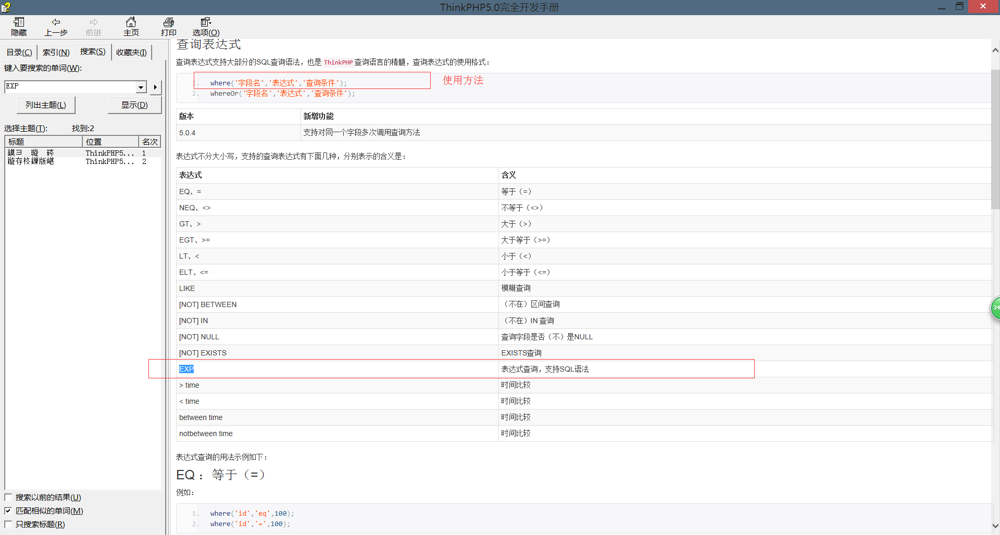 ThinkPHP5.0完全开发手册
隐藏 上一步 前进 主页 打印 选项(O)
目录(C) 索引(N) 搜索(S) 收藏夹(I)
键入要搜索的单词(W):
EXP
列出主题(L) 显示(D)
选择主题(T): 找到:2
标题 位置 名次
ThinkPHP5... 1
ThinkPHP5... 2
搜索以前的结果(U)
匹配相似的单词(M)
只搜索标题(R)
查询表达式
查询表达式支持大部分的SQL查询语法，也是 ThinkPHP 查询语言的精髓，查询表达式的使用格式：
1. where('字段名','表达式','查询条件');
使用方法
2. whereOr('字段名','表达式','查询条件');
版本 新增功能
5.0.4 支持对同一个字段多次调用查询方法
表达式不分大小写，支持的查询表达式有下面几种，分别表示的含义是：
表达式 含义
EQ、= 等于（=）
NEQ、<> 不等于（<>）
GT、> 大于（>）
EGT、>= 大于等于（>=）
LT、< 小于（<）
ELT、<= 小于等于（<=）
LIKE 模糊查询
[NOT] BETWEEN （不在）区间查询
[NOT] IN （不在）IN 查询
[NOT] NULL 查询字段是否（不）是NULL
[NOT] EXISTS EXISTS查询
EXP 表达式查询，支持SQL语法
> time 时间比较
< time 时间比较
between time 时间比较
notbetween time 时间比较
表达式查询的用法示例如下：
EQ ：等于（=）
例如：
1. where('id','eq',100);
2. where('id','=',100);
34